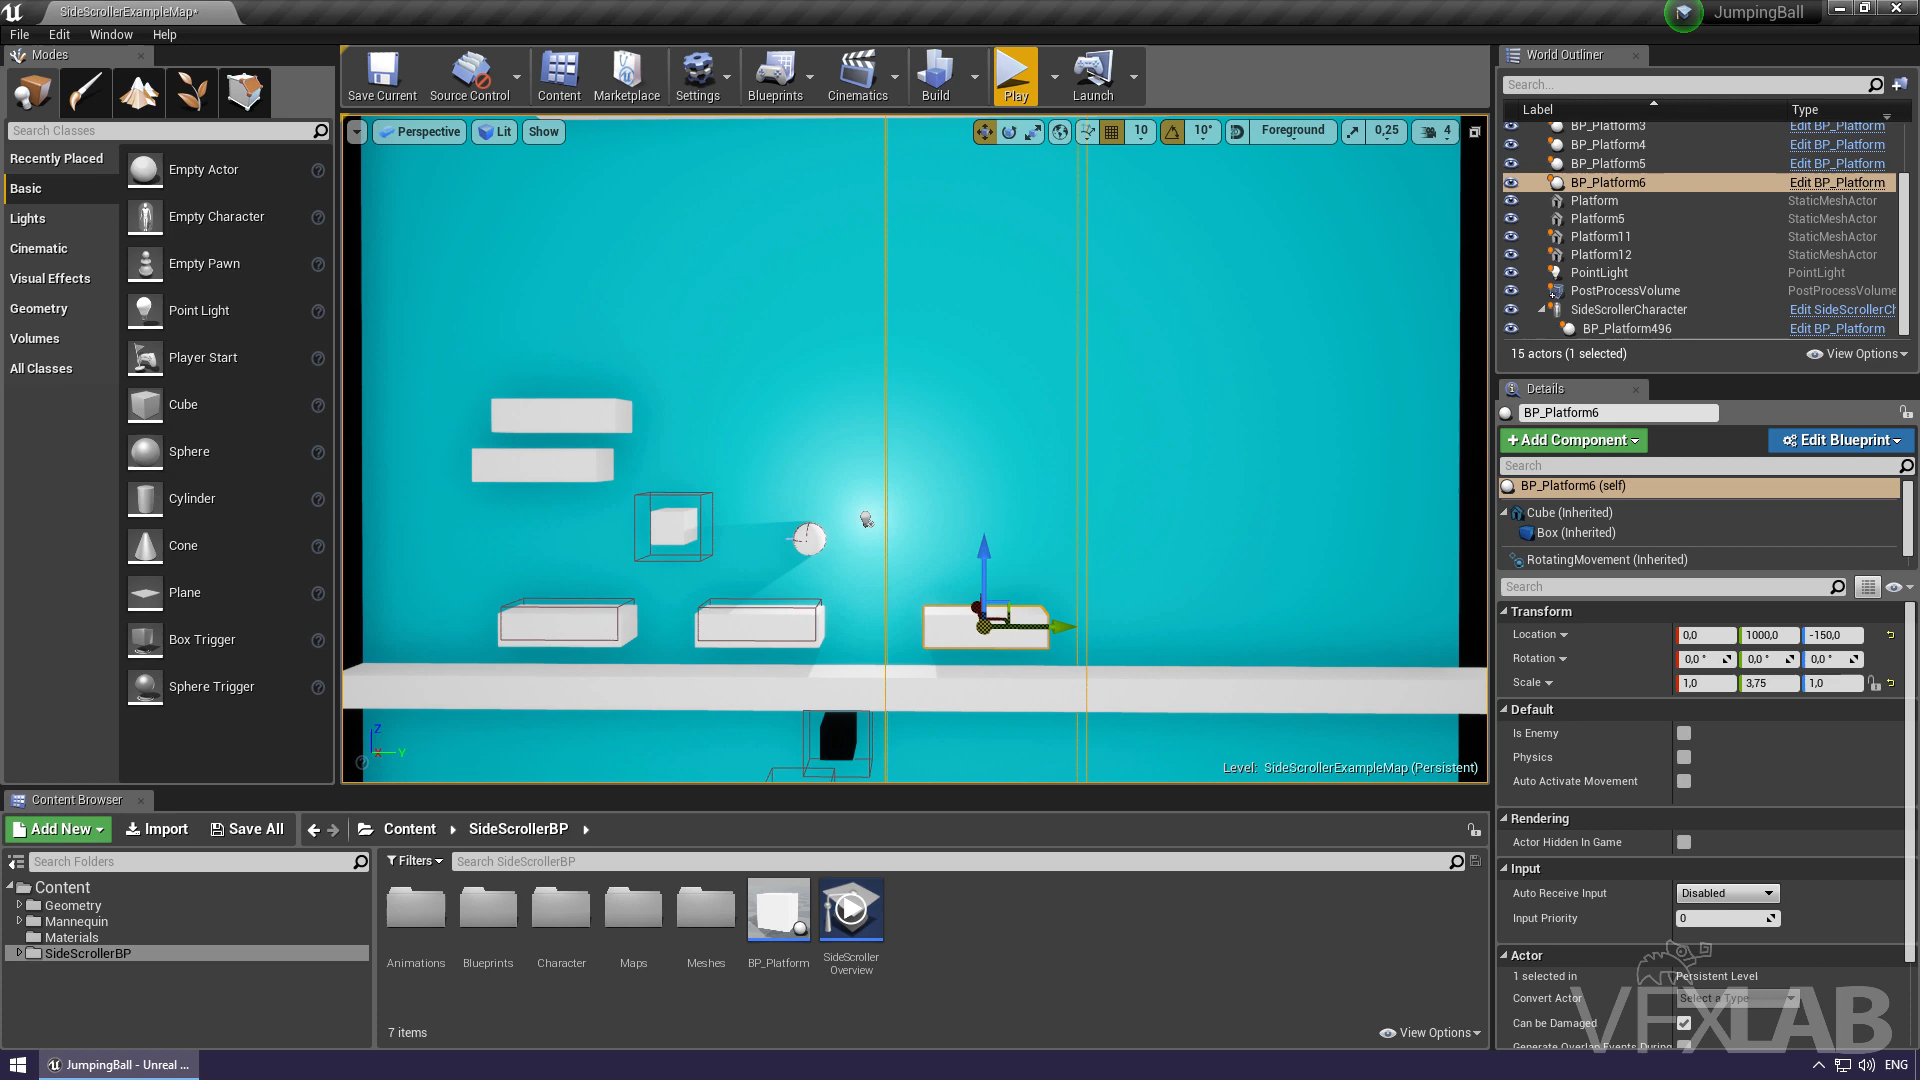 SideScrollerExampleMap*
JumpingBall
File Edit Window Help
Modes
Save Current
Source Control
Content
Marketplace
Settings
Blueprints
Cinematics
Build
Play
Launch
Search Classes
Recently Placed
Basic
Lights
Cinematic
Visual Effects
Geometry
Volumes
All Classes
Empty Actor
Empty Character
Empty Pawn
Point Light
Player Start
Cube
Sphere
Cylinder
Cone
Plane
Box Trigger
Sphere Trigger
Perspective Lit Show
10 10° Foreground 0,25 4
Z
X Y
Level: SideScrollerExampleMap (Persistent)
World Outliner
Search...
Label Type
BP_Platform3 Edit BP_Platform
BP_Platform4 Edit BP_Platform
BP_Platform5 Edit BP_Platform
BP_Platform6 Edit BP_Platform
Platform StaticMeshActor
Platform5 StaticMeshActor
Platform11 StaticMeshActor
Platform12 StaticMeshActor
PointLight PointLight
PostProcessVolume PostProcessVolume
SideScrollerCharacter Edit SideScrollerCh
BP_Platform496 Edit BP_Platform
15 actors (1 selected) View Options
Details
BP_Platform6
+Add Component Edit Blueprint
Search
BP_Platform6 (self)
Cube (Inherited)
Box (Inherited)
RotatingMovement (Inherited)
Search
Transform
Location 0,0 1000,0 -150,0
Rotation 0,0 ° 0,0 ° 0,0 °
Scale 1,0 3,75 1,0
Default
Is Enemy
Physics
Auto Activate Movement
Rendering
Actor Hidden In Game
Input
Auto Receive Input Disabled
Input Priority 0
Actor
1 selected in Persistent Level
Convert Actor Select a Type
Can be Damaged
Generate Overlap Events During
VFXLAB
Content Browser
Add New Import Save All Content SideScrollerBP
Search Folders
Filters Search SideScrollerBP
Content
Geometry
Mannequin
Materials
SideScrollerBP
Animations
Blueprints
Character
Maps
Meshes
BP_Platform
SideScroller
Overview
7 items View Options
JumpingBall - Unreal ...
ENG